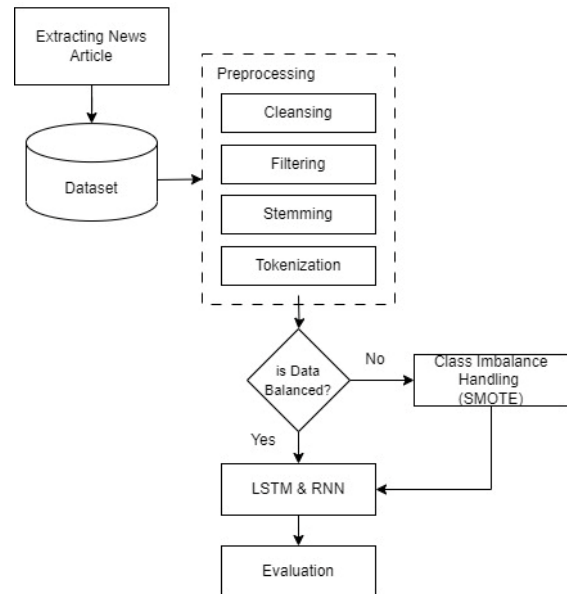 Extracting News
Article
Preprocessing
Cleansing
Dataset
Filtering
Stemming
Tokenization
is Data
Balanced?
No
Class Imbalance
Handling
(SMOTE)
Yes
LSTM & RNN
Evaluation